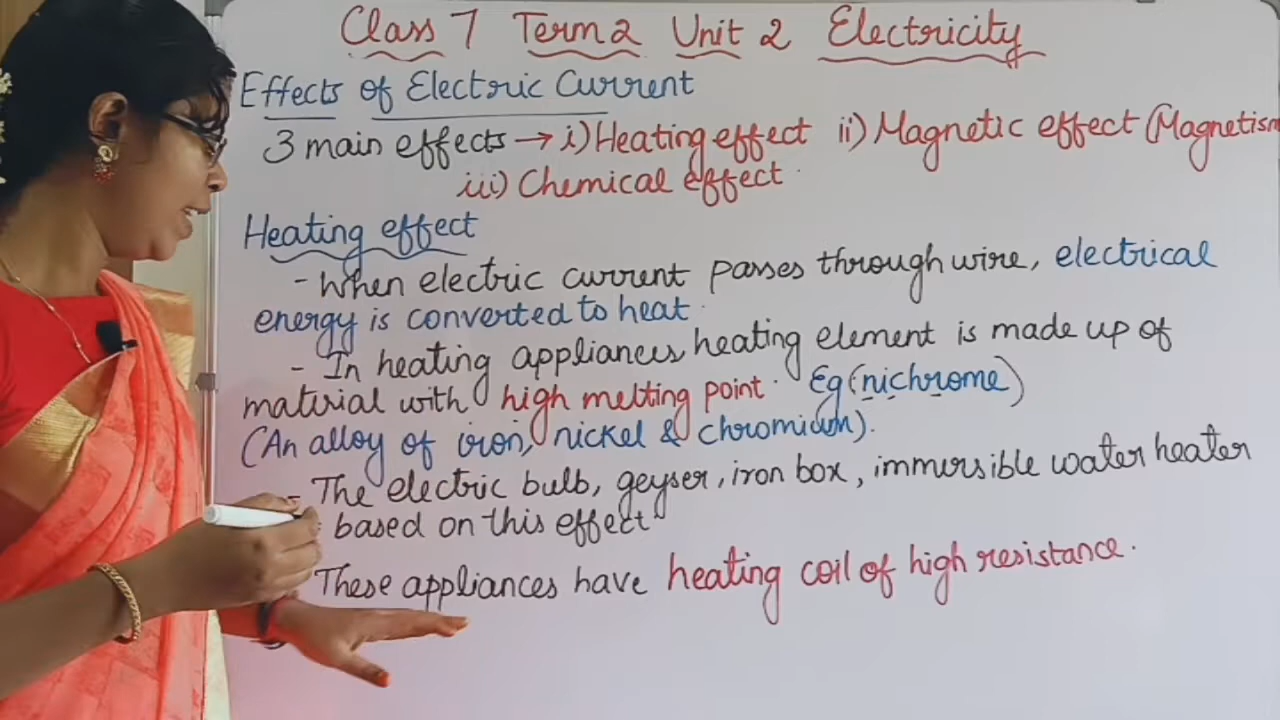 Class 7 Term 2 Unit 2 Electricity
Effects of Electric Current
3 main effects → i) Heating effect ii) Magnetic effect (Magnetism
iii) Chemical effect.
Heating effect
- When electric current passes through wire, electrical
energy is converted to heat.
- In heating appliances, heating element is made up of
material with high melting point. Eg (nichrome)
(An alloy of iron, nickel & chromium).
- The electric bulb, geyser, iron box, immersible water heater
based on this effect
These appliances have heating coil of high resistance.